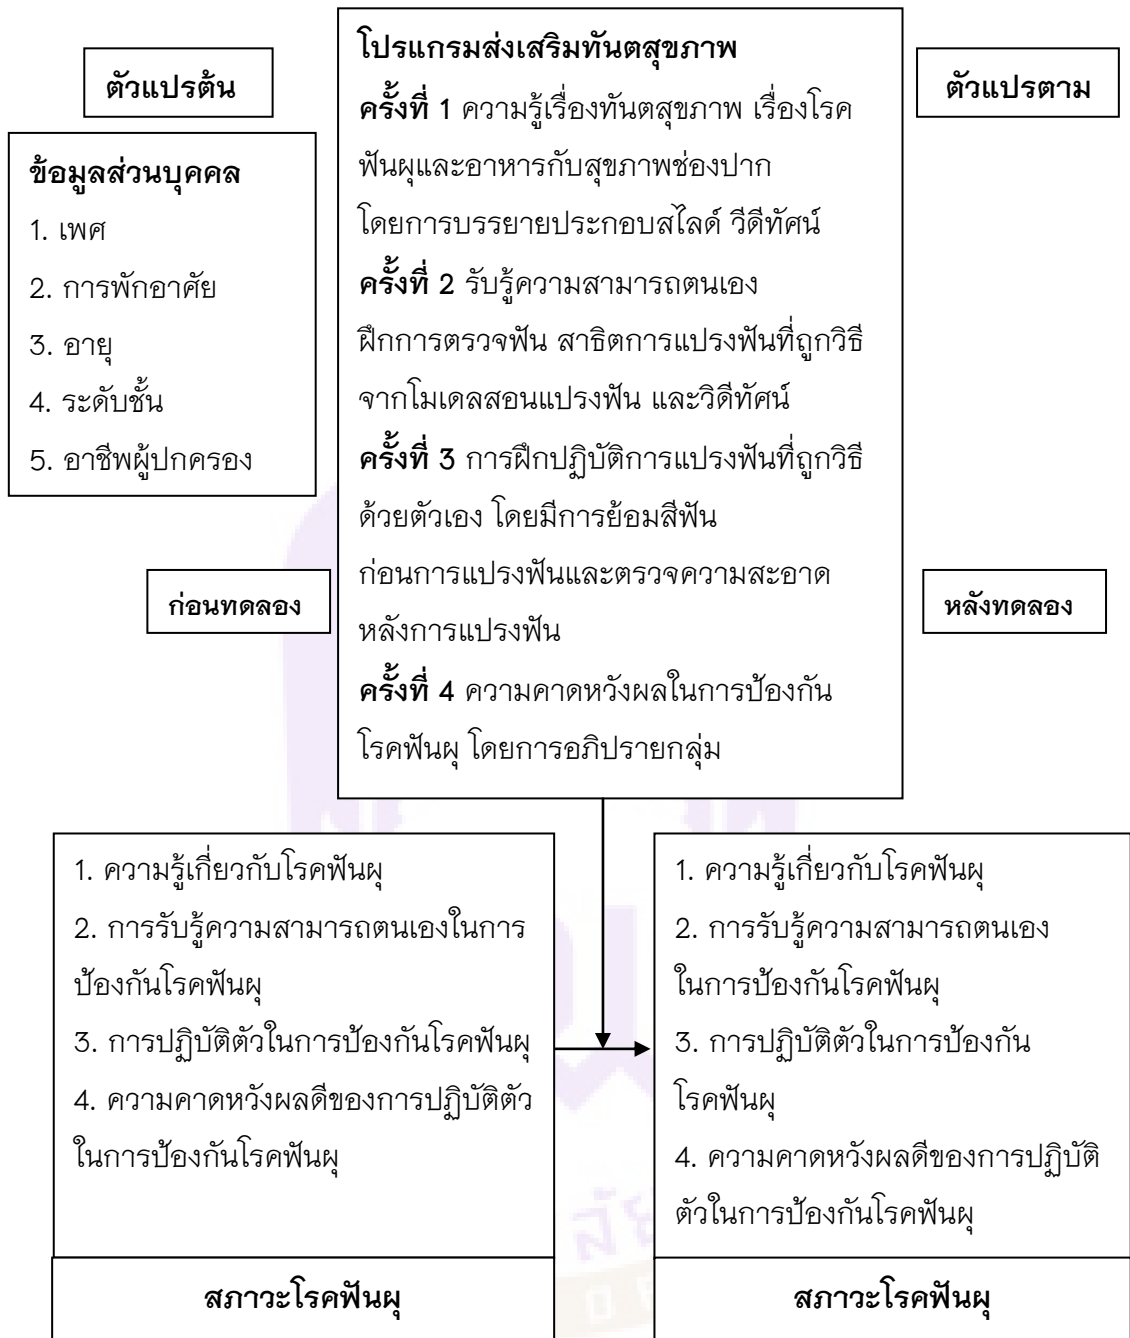 ตัวแปรต้น
ข้อมูลส่วนบุคคล
1. เพศ
2. การพักอาศัย
3. อายุ
4. ระดับชั้น
5. อาชีพผู้ปกครอง
โปรแกรมส่งเสริมทันตสุขภาพ
ครั้งที่ 1 ความรู้เรื่องทันตสุขภาพ เรื่องโรค
ฟันผุและอาหารกับสุขภาพช่องปาก
โดยการบรรยายประกอบสไลด์ วีดีทัศน์
ครั้งที่ 2 รับรู้ความสามารถตนเอง
ฝึกการตรวจฟัน สาธิตการแปรงฟันที่ถูกวิธี
จากโมเดลสอนแปรงฟัน และวิดีทัศน์
ครั้งที่ 3 การฝึกปฏิบัติการแปรงฟันที่ถูกวิธี
ด้วยตัวเอง โดยมีการย้อมสีฟัน
ก่อนการแปรงฟันและตรวจความสะอาด
หลังการแปรงฟัน
ครั้งที่ 4 ความคาดหวังผลในการป้องกัน
โรคฟันผุ โดยการอภิปรายกลุ่ม
ตัวแปรตาม
ก่อนทดลอง
หลังทดลอง
1. ความรู้เกี่ยวกับโรคฟันผุ
2. การรับรู้ความสามารถตนเองในการ
ป้องกันโรคฟันผุ
3. การปฏิบัติตัวในการป้องกันโรคฟันผุ
4. ความคาดหวังผลดีของการปฏิบัติตัว
ในการป้องกันโรคฟันผุ
สภาวะโรคฟันผุ
1. ความรู้เกี่ยวกับโรคฟันผุ
2. การรับรู้ความสามารถตนเอง
ในการป้องกันโรคฟันผุ
3. การปฏิบัติตัวในการป้องกัน
โรคฟันผุ
4. ความคาดหวังผลดีของการปฏิบัติ
ตัวในการป้องกันโรคฟันผุ
สภาวะโรคฟันผุ